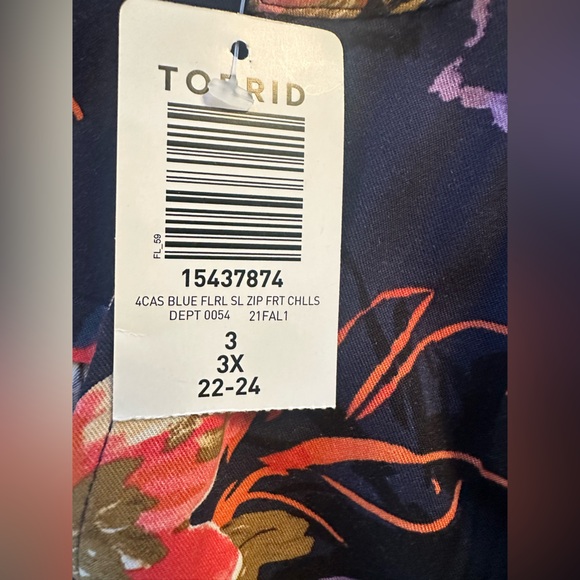 TORRID
FL_59
15437874
4CAS BLUE FLRL SL ZIP FRT CHLLS
DEPT 0054 21FAL1
3
3X
22-24